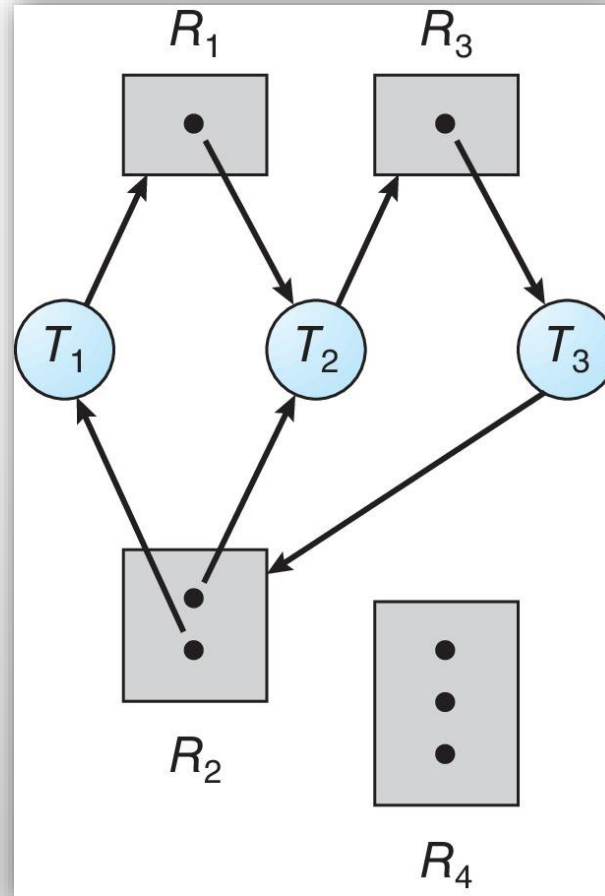 R₁ R₃
T₁ T₂ T₃
R₂
R₄